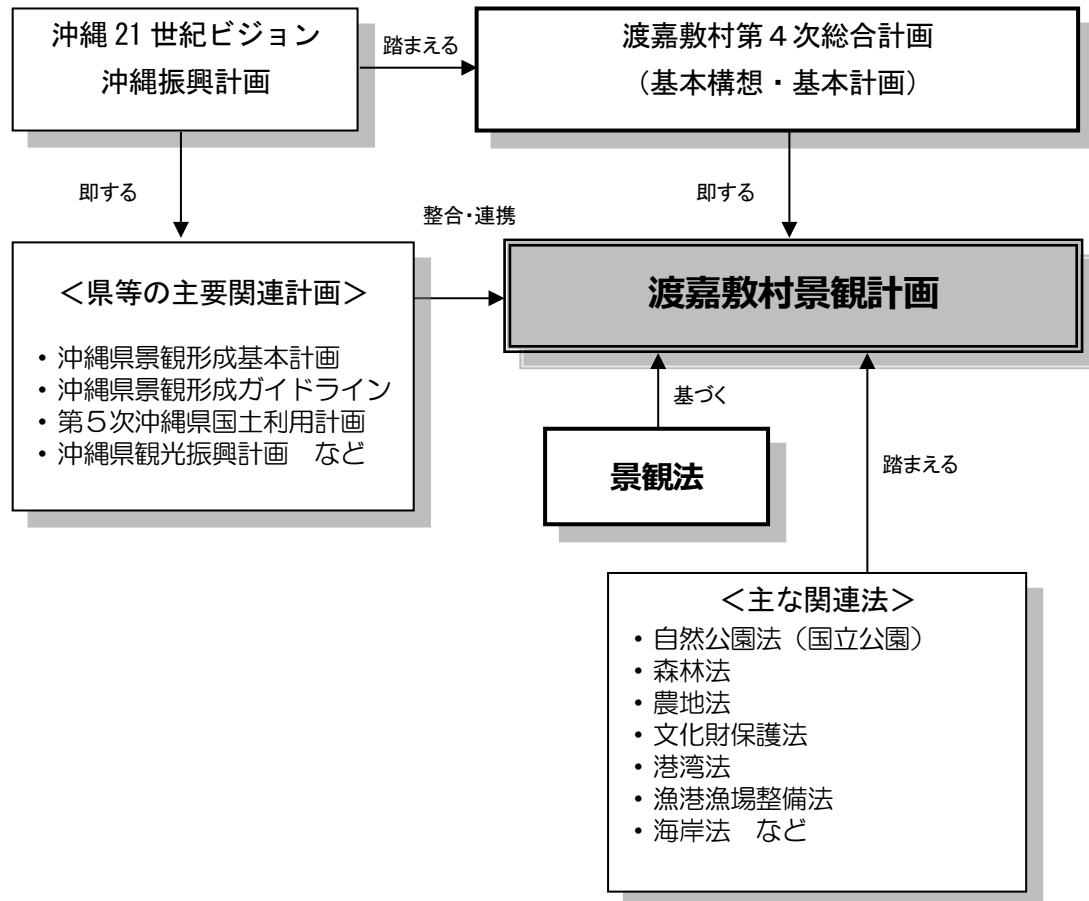 沖縄 21 世紀ビジョン
沖縄振興計画
踏まえる
渡嘉敷村第４次総合計画
（基本構想・基本計画）
即する
即する
整合・連携
＜県等の主要関連計画＞
・沖縄県景観形成基本計画
・沖縄県景観形成ガイドライン
・第５次沖縄県国土利用計画
・沖縄県観光振興計画　など
渡嘉敷村景観計画
基づく
景観法
踏まえる
＜主な関連法＞
・自然公園法（国立公園）
・森林法
・農地法
・文化財保護法
・港湾法
・漁港漁場整備法
・海岸法　など